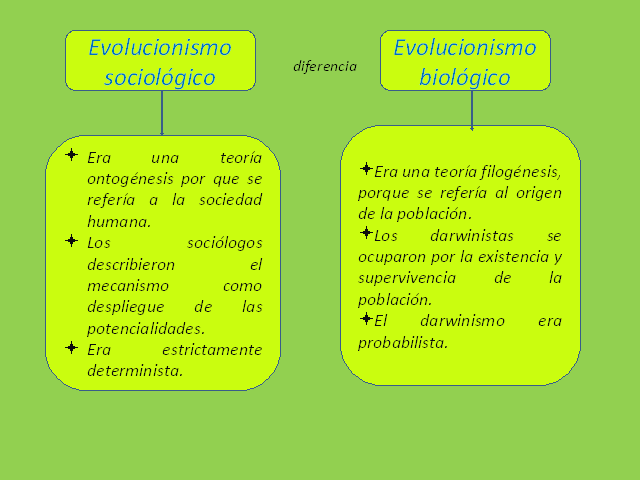 Evolucionismo
sociológico
diferencia
Evolucionismo
biológico
Era una teoría
ontogénesis por que se
refería a la sociedad
humana.
Los sociólogos
describieron el
mecanismo como
despliegue de las
potencialidades.
Era estrictamente
determinista.
Era una teoría filogénesis,
porque se refería al origen
de la población.
Los darwinistas se
ocuparon por la existencia y
supervivencia de la
población.
El darwinismo era
probabilista.